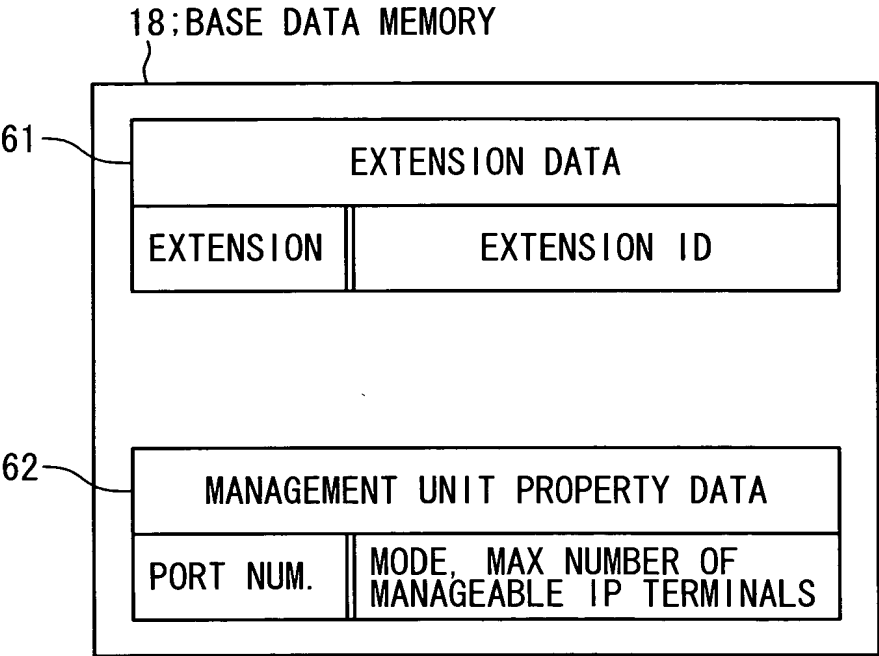 18;BASE DATA MEMORY
61
EXTENSION DATA
EXTENSION
EXTENSION ID
62
MANAGEMENT UNIT PROPERTY DATA
PORT NUM.
MODE, MAX NUMBER OF
MANAGEABLE IP TERMINALS